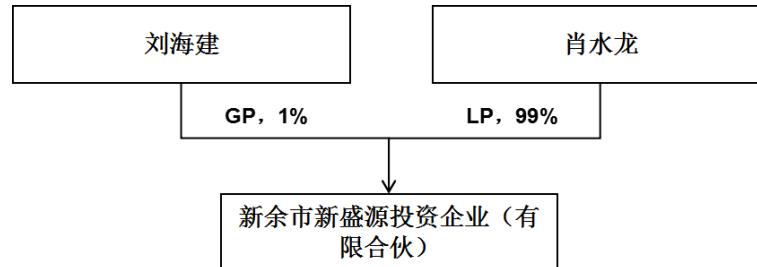 刘海建
肖水龙
GP，1%
LP，99%
新余市新盛源投资企业（有
限合伙）